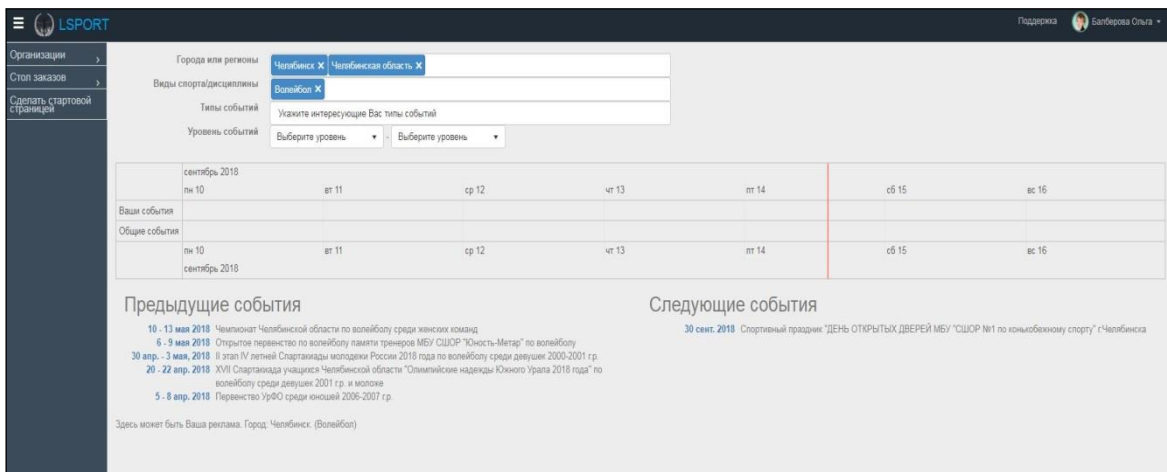 LSPORT
Поддержка
Балберова Ольга
Организации
Стол заказов
Сделать стартовой
страницей
Города или регионы
Челябинск X Челябинская область X
Виды спорта/дисциплины
Волейбол X
Типы событий
Укажите интересующие Вас типы событий
Уровень событий
Выберите уровень - Выберите уровень
сентябрь 2018
пн 10 вт 11 ср 12 чт 13 пт 14 сб 15 вс 16
Ваши события
Общие события
пн 10 вт 11 ср 12 чт 13 пт 14 сб 15 вс 16
сентябрь 2018
Предыдущие события
10 - 13 мая 2018 Чемпионат Челябинской области по волейболу среди женских команд
6 - 9 мая 2018 Открытое первенство по волейболу памяти тренеров МБУ СШОР "Юность-Метар" по волейболу
30 апр. - 3 мая, 2018 II этап IV летней Спартакиады молодежи России 2018 года по волейболу среди девушек 2000-2001 г.р.
20 - 22 апр. 2018 XVII Спартакиада учащихся Челябинской области "Олимпийские надежды Южного Урала 2018 года" по
волейболу среди девушек 2001 г.р. и моложе
5 - 8 апр. 2018 Первенство УрФО среди юношей 2006-2007 г.р.
Следующие события
30 сент. 2018 Спортивный праздник "ДЕНЬ ОТКРЫТЫХ ДВЕРЕЙ МБУ "СШОР №1 по конькобежному спорту" г.Челябинска
Здесь может быть Ваша реклама. Город: Челябинск. (Волейбол)